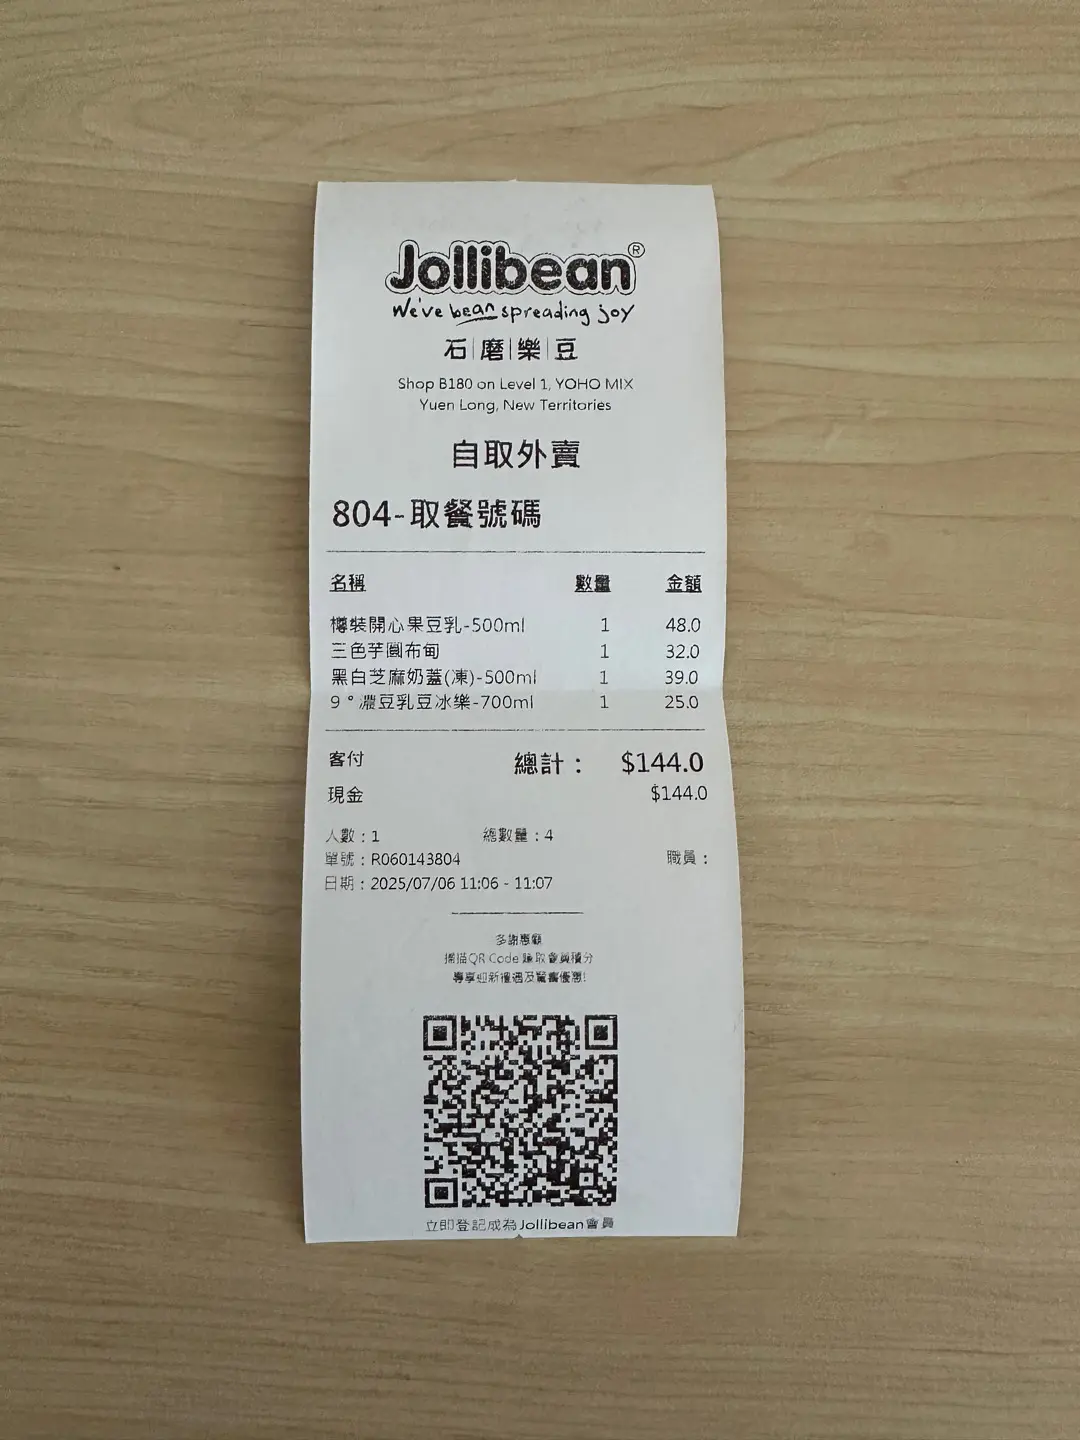 Jollibean®
We've bean spreading joy
石|磨|樂|豆
Shop B180 on Level 1, YOHO MIX
Yuen Long, New Territories
自取外賣
804-取餐號碼
名稱 數量 金額
樽裝開心果豆乳-500ml 1 48.0
三色芋圓布甸 1 32.0
黑白芝麻奶蓋(凍)-500ml 1 39.0
9°濃豆乳豆冰樂-700ml 1 25.0
客付 總計： $144.0
現金 $144.0
人數：1 總數量：4
單號：R060143804 職員：
日期：2025/07/06 11:06 - 11:07
多謝惠顧
掃描QR Code 賺取會員積分
專享迎新禮遇及驚喜優惠!
立即登記成為Jollibean會員